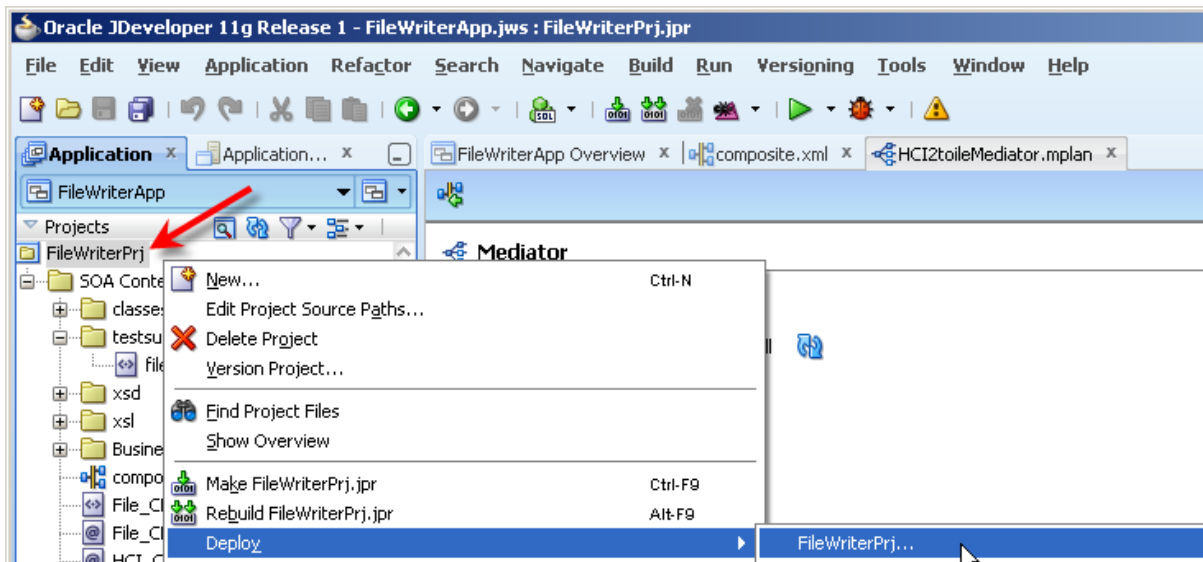 Oracle JDeveloper 11g Release 1 - FileWriterApp.jws : FileWriterPrj.jpr
File Edit View Application Refactor Search Navigate Build Run Versioning Tools Window Help
Application x Application... x FileWriterApp Overview x composite.xml x HCI2toileMediator.mplan x
FileWriterApp
Projects
FileWriterPrj
Mediator
SOA Conte
New... Ctrl-N
classes
Edit Project Source Paths...
testsu
Delete Project
file
Version Project...
xsd
Find Project Files
xsl
Show Overview
Busine
compo
Make FileWriterPrj.jpr Ctrl-F9
File_Cl
Rebuild FileWriterPrj.jpr Alt-F9
File_Cl
Deploy FileWriterPrj...